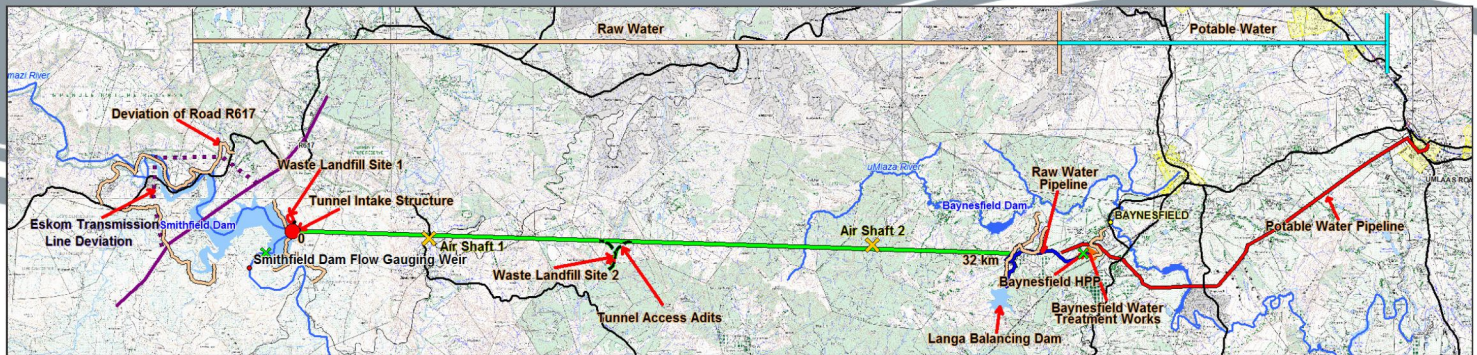 Raw Water
Potable Water
mazi River
Deviation of Road R617
Waste Landfill Site 1
Tunnel Intake Structure
Eskom Transmission
Line Deviation
Smithfield Dam
0
Smithfield Dam Flow Gauging Weir
Air Shaft 1
Waste Landfill Site 2
Tunnel Access Adits
Air Shaft 2
uMlaza River
Baynesfield Dam
Raw Water
Pipeline
BAYNESFIELD
32 km
Baynesfield HPP
Baynesfield Water
Treatment Works
Langa Balancing Dam
Potable Water Pipeline
UMLAAS ROA